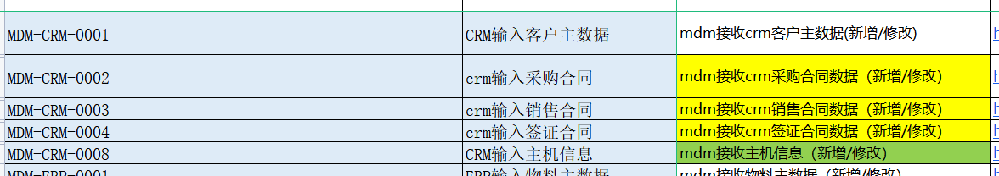 MDM-CRM-0001 CRM输入客户主数据 mdm接收crm客户主数据(新增/修改)
MDM-CRM-0002 crm输入采购合同 mdm接收crm采购合同数据（新增/修改）
MDM-CRM-0003 crm输入销售合同 mdm接收crm销售合同数据（新增/修改）
MDM-CRM-0004 crm输入签证合同 mdm接收crm签证合同数据（新增/修改）
MDM-CRM-0008 CRM输入主机信息 mdm接收主机信息（新增/修改）
MDM-ERP-0001 ERP输入物料主数据 mdm接收物料主数据（新增/修改）